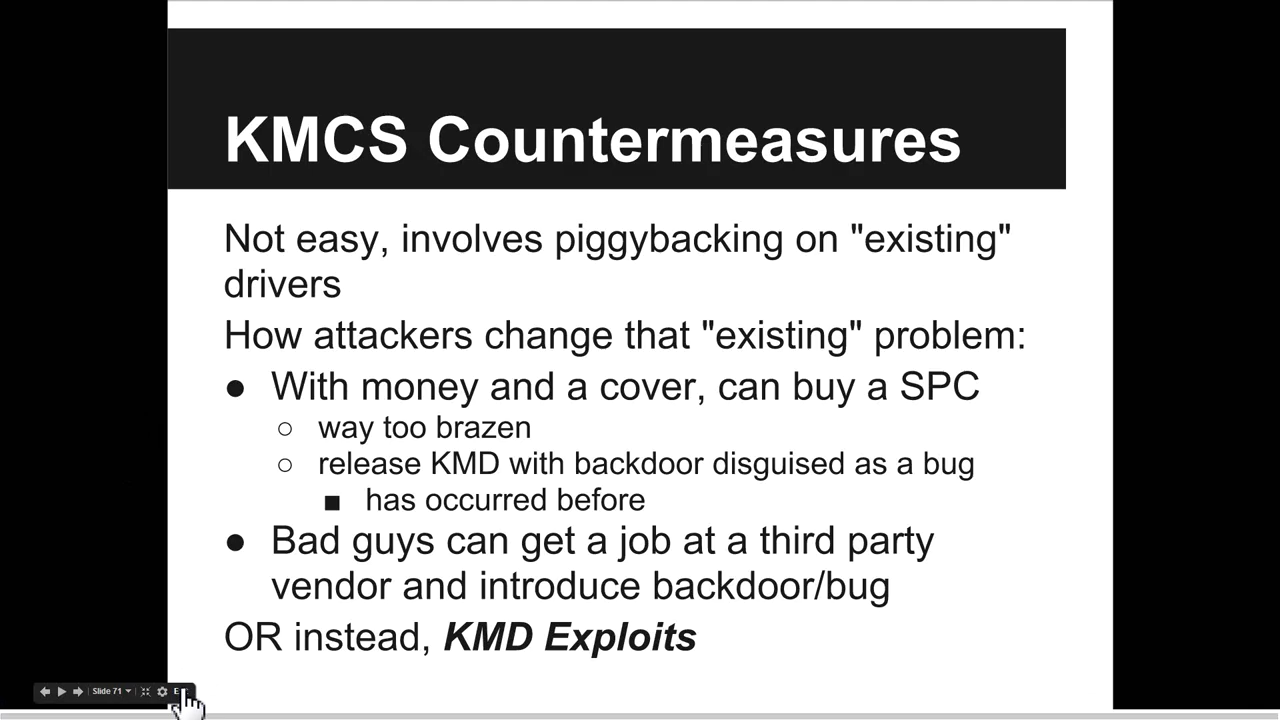 KMCS Countermeasures
Not easy, involves piggybacking on "existing"
drivers
How attackers change that "existing" problem:
● With money and a cover, can buy a SPC
○ way too brazen
○ release KMD with backdoor disguised as a bug
■ has occurred before
● Bad guys can get a job at a third party
vendor and introduce backdoor/bug
OR instead, KMD Exploits
Slide 71